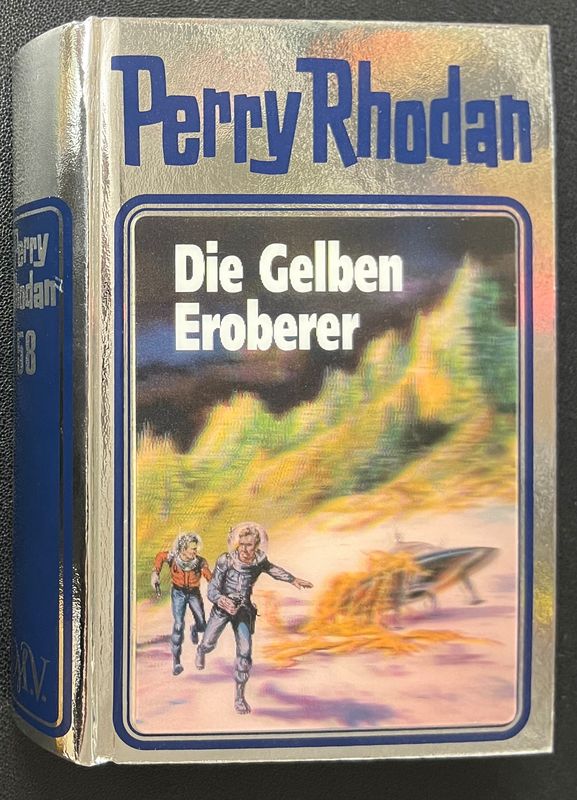 Perry Rhodan
Die Gelben
Eroberer
Perry
Rhodan
58
M.V.